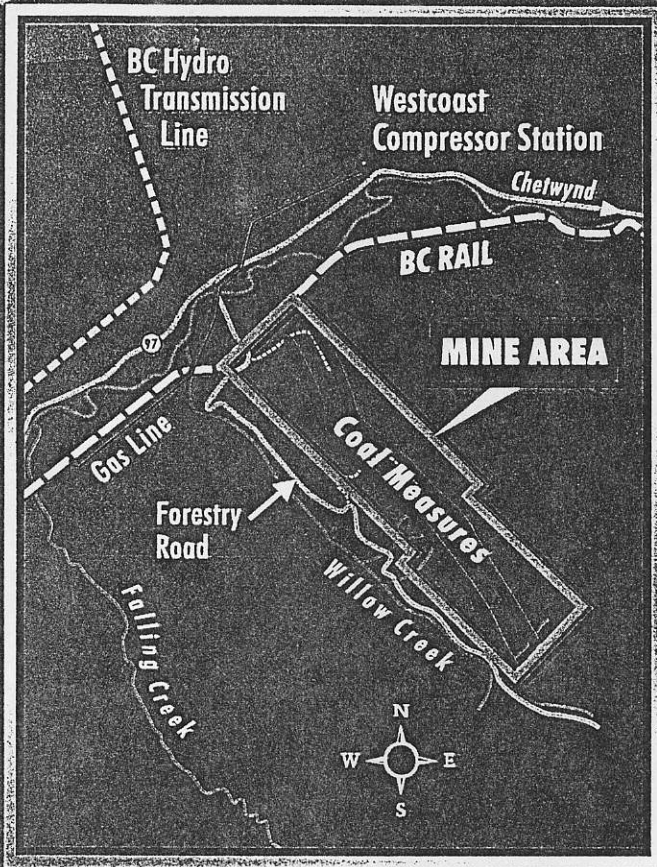 BC Hydro
Transmission
Line
Westcoast
Compressor Station
Chetwynd
BC RAIL
97
MINE AREA
Gas Line
Coal Measures
Forestry
Road
Willow Creek
Falling Creek
N
W
E
S